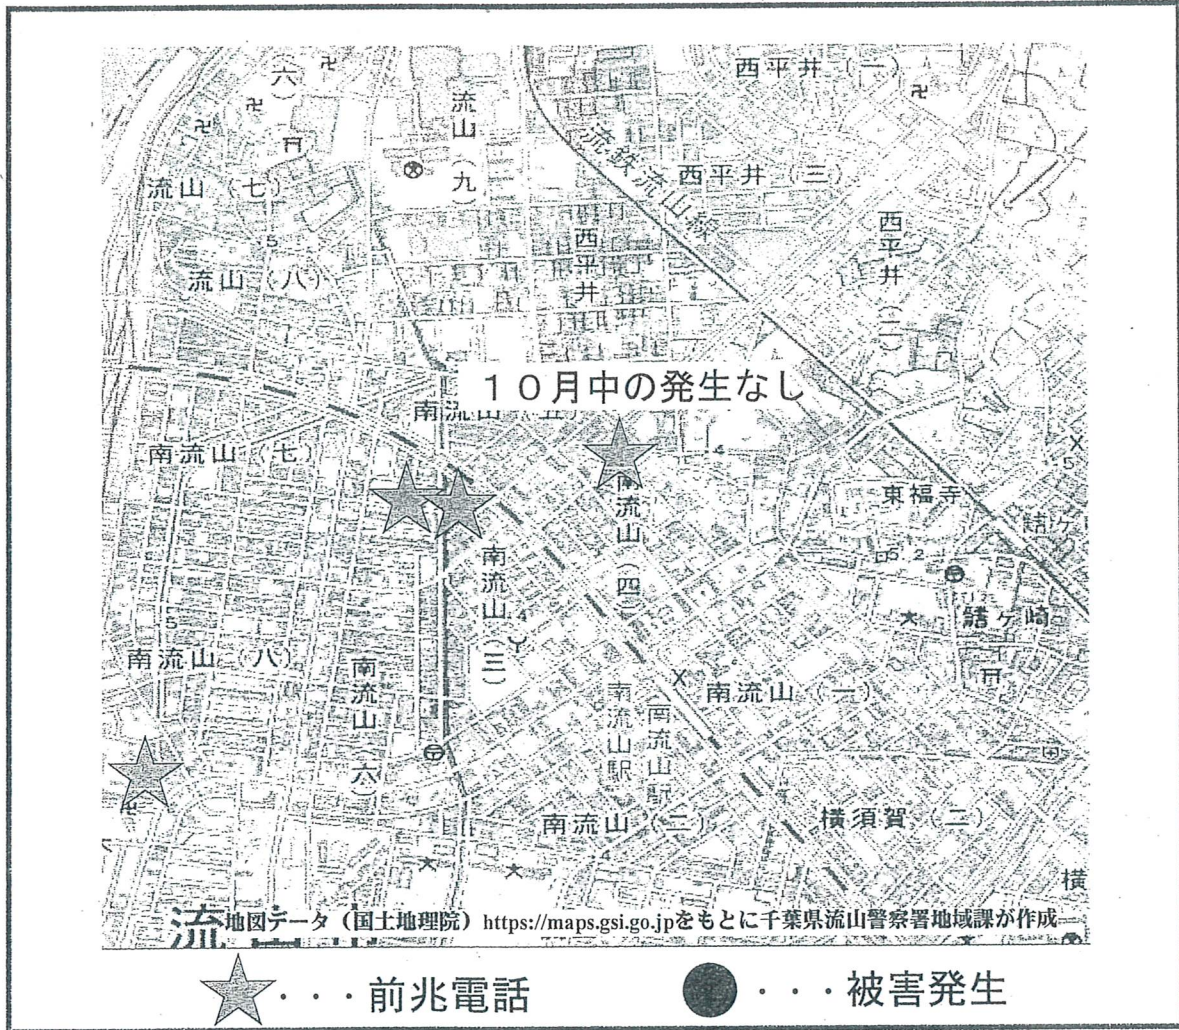 西平井（一）
流山（九）
流鉄流山線
西平井（三）
流山（七）
西平井
西平井（二）
流山（八）
１０月中の発生なし
南流山（七）
東福寺
南流山（四）
南流山（三）
鰭ケ崎
南流山（八）
南流山（六）
南流山（一）
南流山駅
南流山駅
南流山（二）
横須賀（二）
横
流
地図データ（国土地理院）https://maps.gsi.go.jpをもとに千葉県流山警察署地域課が作成
・・・前兆電話
・・・被害発生